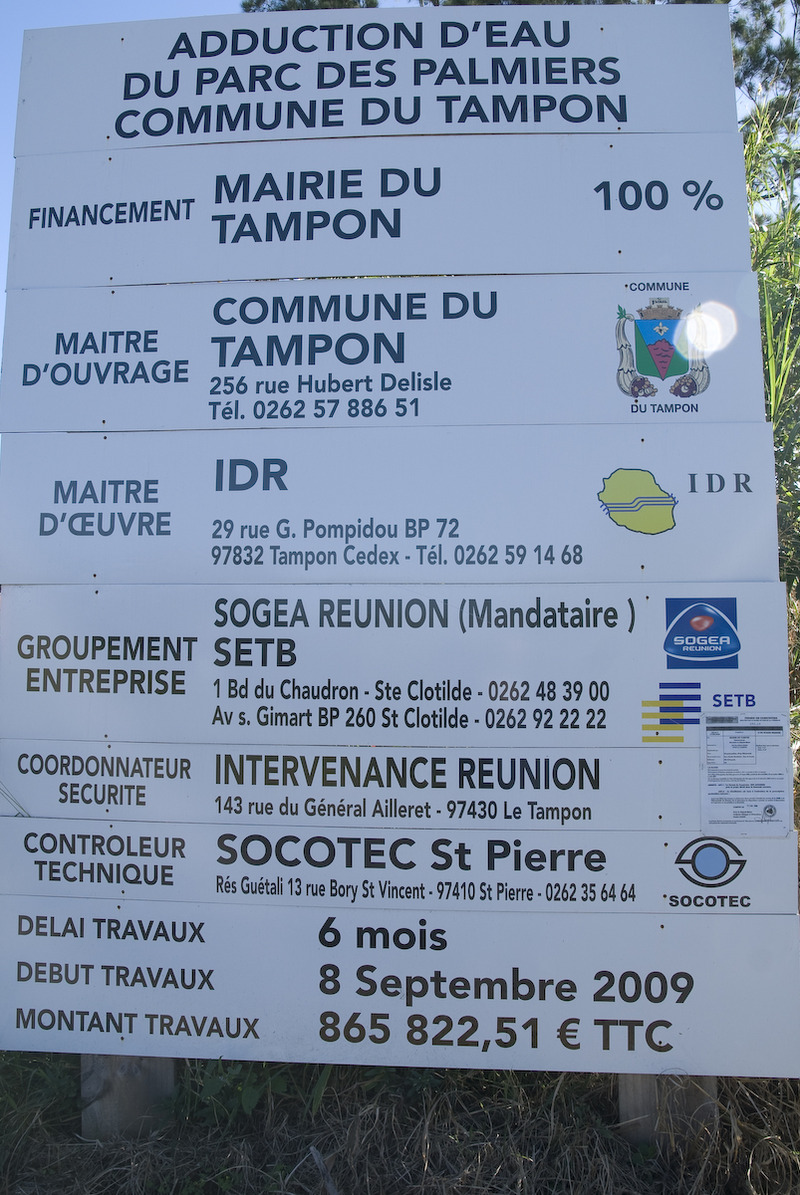 ADDUCTION D'EAU
DU PARC DES PALMIERS
COMMUNE DU TAMPON
FINANCEMENT
MAIRIE DU
TAMPON
100 %
MAITRE
D'OUVRAGE
COMMUNE DU
TAMPON
256 rue Hubert Delisle
Tél. 0262 57 886 51
COMMUNE
DU TAMPON
MAITRE
D'ŒUVRE
IDR
29 rue G. Pompidou BP 72
97832 Tampon Cedex - Tél. 0262 59 14 68
IDR
GROUPEMENT
ENTREPRISE
SOGEA REUNION (Mandataire )
SETB
1 Bd du Chaudron - Ste Clotilde - 0262 48 39 00
Av s. Gimart BP 260 St Clotilde - 0262 92 22 22
SOGEA
REUNION
SETB
COORDONNATEUR
SECURITE
INTERVENANCE REUNION
143 rue du Général Ailleret - 97430 Le Tampon
CONTROLEUR
TECHNIQUE
SOCOTEC St Pierre
Rés Guétali 13 rue Bory St Vincent - 97410 St Pierre - 0262 35 64 64
SOCOTEC
DELAI TRAVAUX
6 mois
DEBUT TRAVAUX
8 Septembre 2009
MONTANT TRAVAUX
865 822,51 € TTC